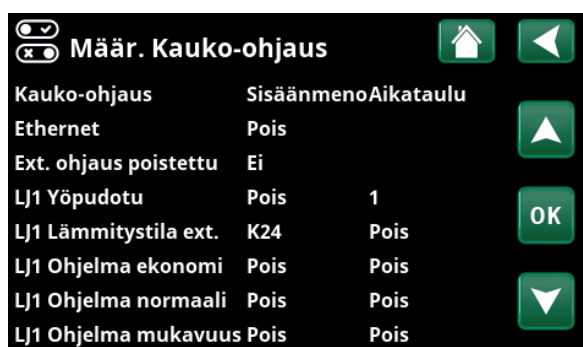 Määr. Kauko-ohjaus
Kauko-ohjaus SisäänmenoAikataulu
Ethernet Pois
Ext. ohjaus poistettu Ei
LJ1 Yöpudotu Pois 1
LJ1 Lämmitystila ext. K24 Pois
LJ1 Ohjelma ekonomi Pois Pois
LJ1 Ohjelma normaali Pois Pois
LJ1 Ohjelma mukavuus Pois Pois
OK